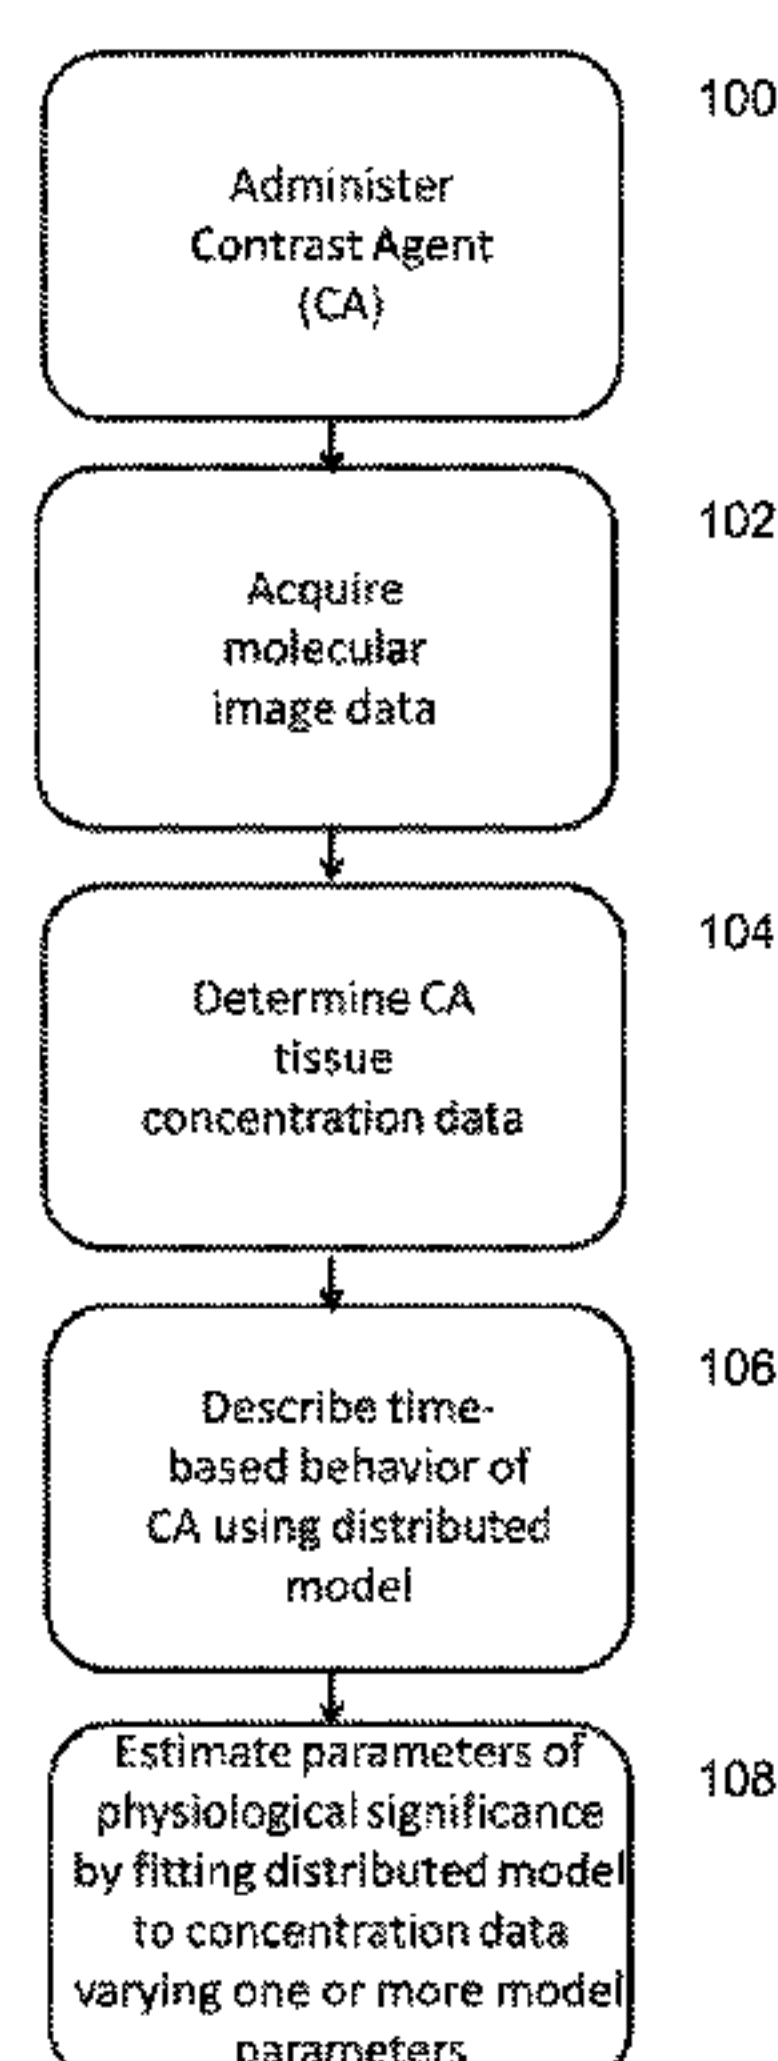 100
Administer
Contrast Agent
(CA)
102
Acquire
molecular
image data
104
Determine CA
tissue
concentration data
106
Describe time-
based behavior of
CA using distributed
model
108
Estimate parameters of
physiological significance
by fitting distributed model
to concentration data
varying one or more model
parameters